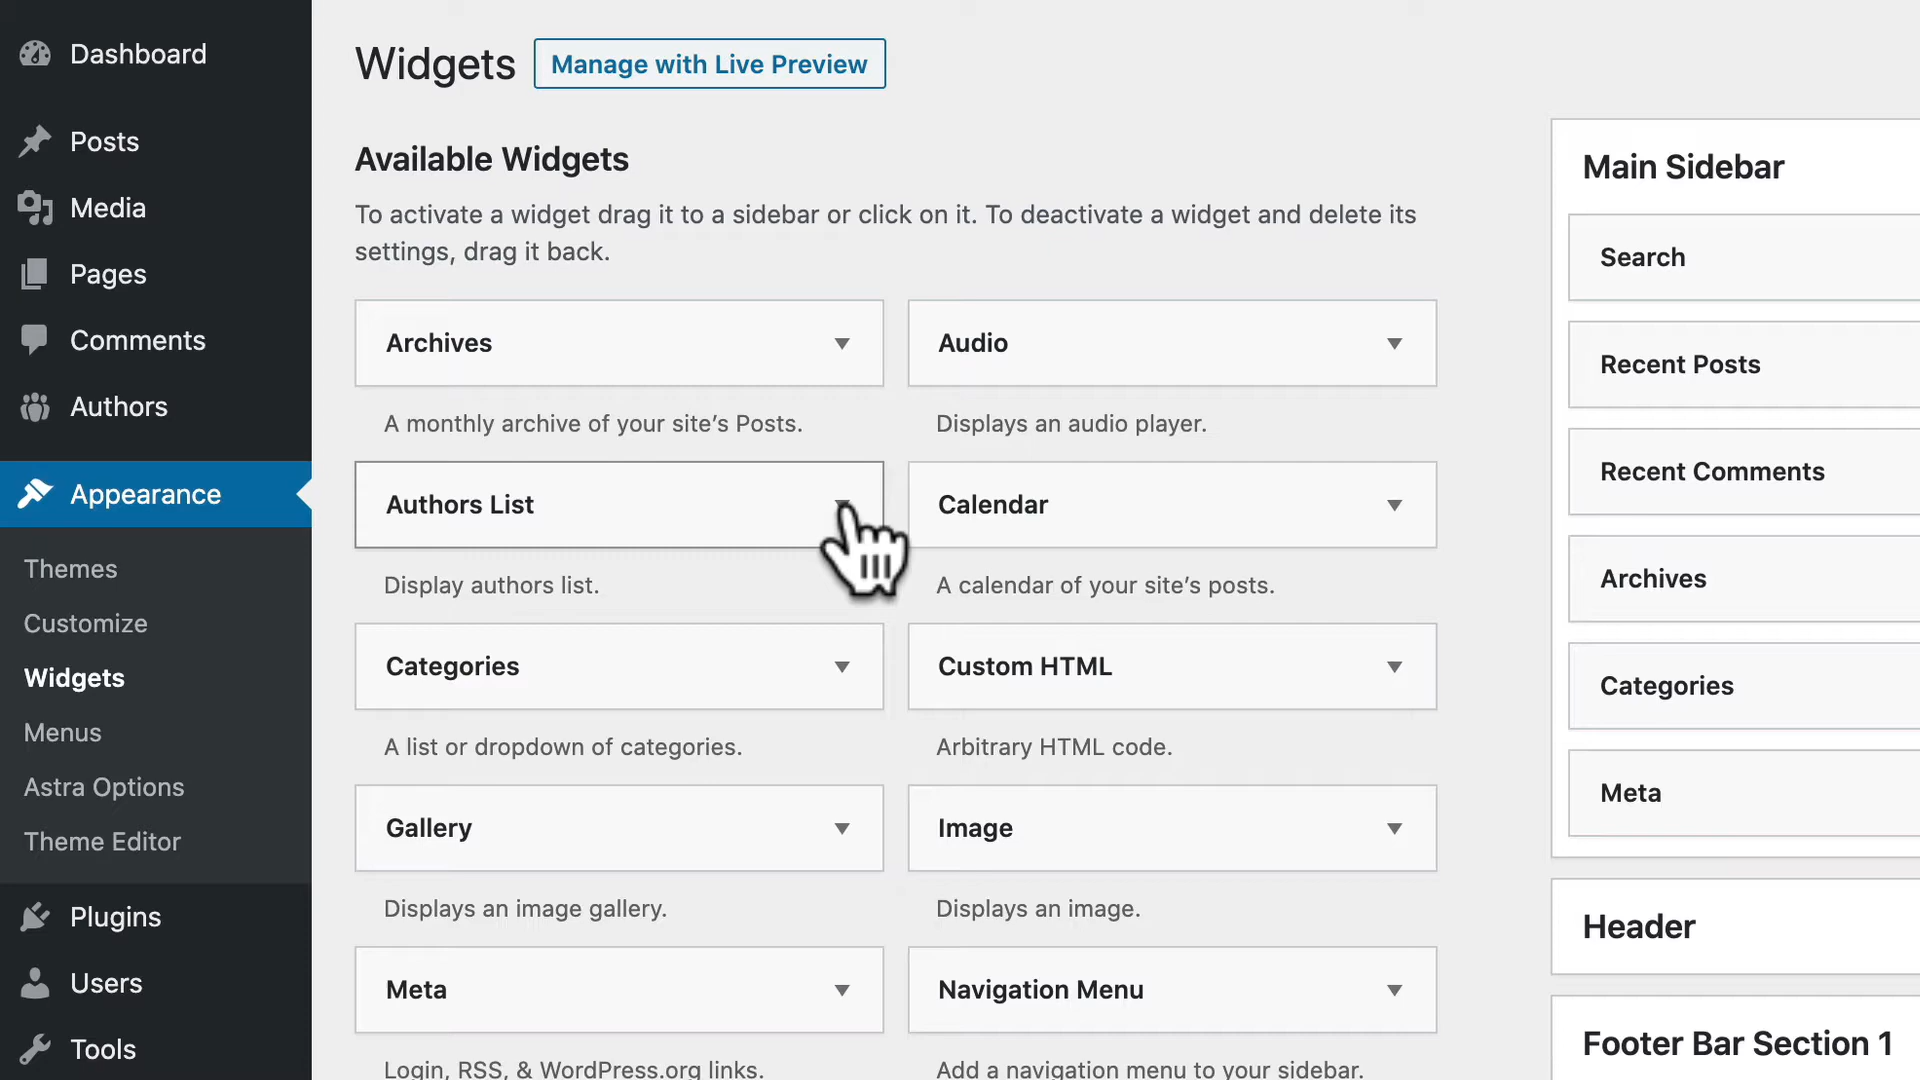 Dashboard
Posts
Media
Pages
Comments
Authors
Appearance
Themes
Customize
Widgets
Menus
Astra Options
Theme Editor
Plugins
Users
Tools
Widgets
Manage with Live Preview
Available Widgets
To activate a widget drag it to a sidebar or click on it. To deactivate a widget and delete its
settings, drag it back.
Archives
A monthly archive of your site’s Posts.
Audio
Displays an audio player.
Authors List
Display authors list.
Calendar
A calendar of your site’s posts.
Categories
A list or dropdown of categories.
Custom HTML
Arbitrary HTML code.
Gallery
Displays an image gallery.
Image
Displays an image.
Meta
Login, RSS, & WordPress.org links.
Navigation Menu
Add a navigation menu to your sidebar.
Main Sidebar
Search
Recent Posts
Recent Comments
Archives
Categories
Meta
Header
Footer Bar Section 1